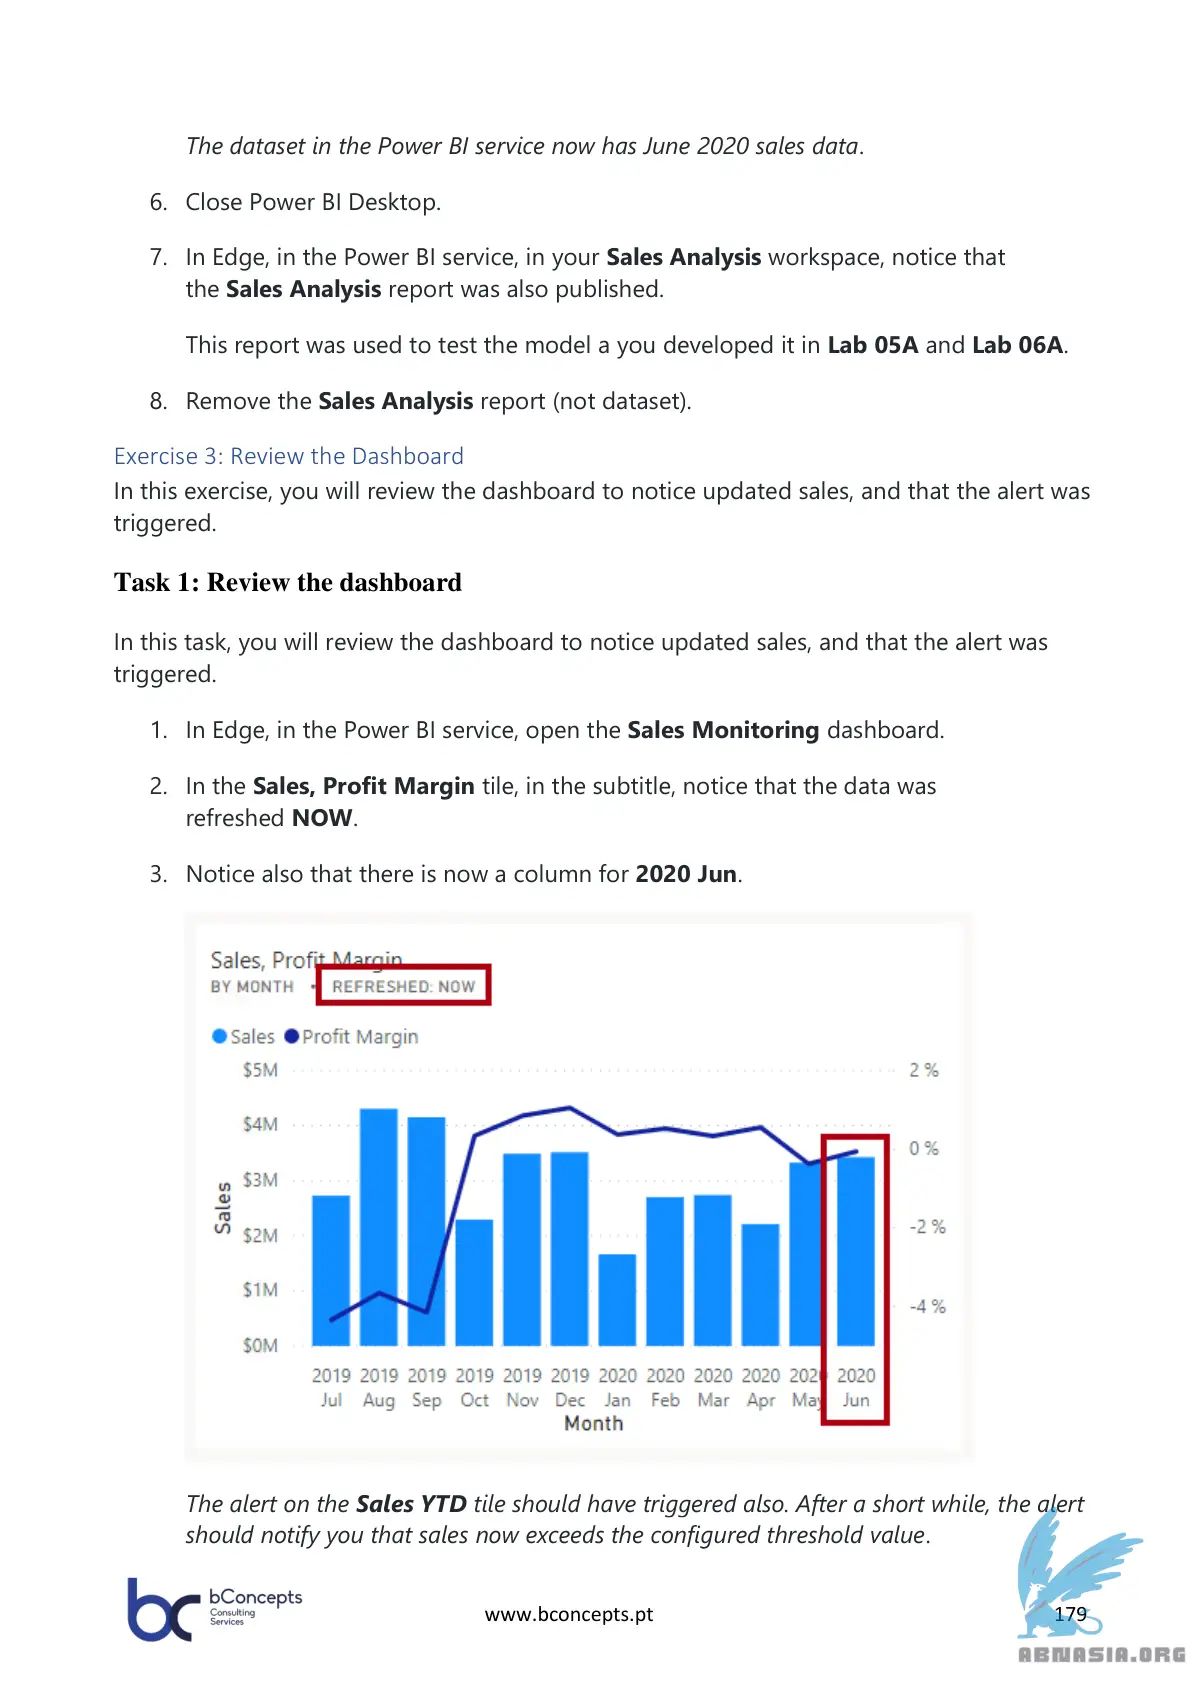 The dataset in the Power BI service now has June 2020 sales data.
6. Close Power BI Desktop.
7. In Edge, in the Power BI service, in your Sales Analysis workspace, notice that
the Sales Analysis report was also published.
This report was used to test the model a you developed it in Lab 05A and Lab 06A.
8. Remove the Sales Analysis report (not dataset).
Exercise 3: Review the Dashboard
In this exercise, you will review the dashboard to notice updated sales, and that the alert was
triggered.
Task 1: Review the dashboard
In this task, you will review the dashboard to notice updated sales, and that the alert was
triggered.
1. In Edge, in the Power BI service, open the Sales Monitoring dashboard.
2. In the Sales, Profit Margin tile, in the subtitle, notice that the data was
refreshed NOW.
3. Notice also that there is now a column for 2020 Jun.
Sales, Profit Margin
BY MONTH • REFRESHED: NOW
Sales Profit Margin
$5M 2 %
$4M
0 %
$3M
Sales
$2M -2 %
$1M -4 %
$0M
2019 2019 2019 2019 2019 2019 2020 2020 2020 2020 2020 2020
Jul Aug Sep Oct Nov Dec Jan Feb Mar Apr May Jun
Month
The alert on the Sales YTD tile should have triggered also. After a short while, the alert
should notify you that sales now exceeds the configured threshold value.
bc bConcepts
Consulting
Services
www.bconcepts.pt
179
ABNASIA.ORG